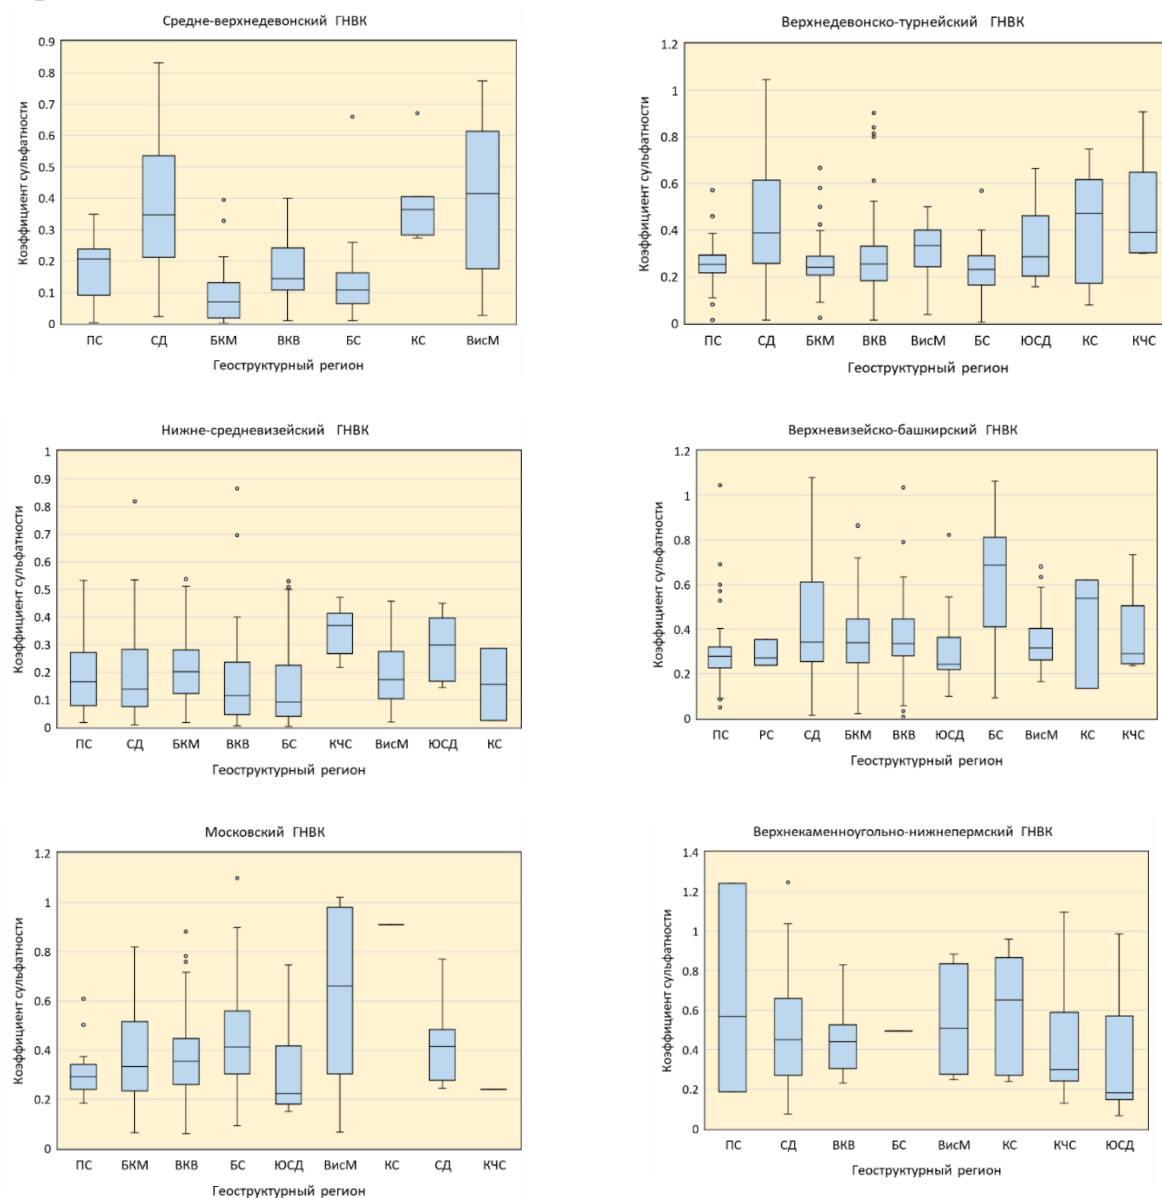 Средне-верхнедевонский ГНВК
Коэффициент сульфатности
0.9
0.8
0.7
0.6
0.5
0.4
0.3
0.2
0.1
0
ПС СД БКМ ВКВ БС КС ВисМ
Геоструктурный регион
Верхнедевонско-турнейский ГНВК
Коэффициент сульфатности
1.2
1
0.8
0.6
0.4
0.2
0
ПС СД БКМ ВКВ ВисМ БС ЮСД КС КЧС
Геоструктурный регион
Нижне-средневизейский ГНВК
Коэффициент сульфатности
1
0.9
0.8
0.7
0.6
0.5
0.4
0.3
0.2
0.1
0
ПС СД БКМ ВКВ БС КЧС ВисМ ЮСД КС
Геоструктурный регион
Верхневизейско-башкирский ГНВК
Коэффициент сульфатности
1.2
1
0.8
0.6
0.4
0.2
0
ПС РС СД БКМ ВКВ ЮСД БС ВисМ КС КЧС
Геоструктурный регион
Московский ГНВК
Коэффициент сульфатности
1.2
1
0.8
0.6
0.4
0.2
0
ПС БКМ ВКВ БС ЮСД ВисМ КС СД КЧС
Геоструктурный регион
Верхнекаменноугольно-нижнепермский ГНВК
Коэффициент сульфатности
1.4
1.2
1
0.8
0.6
0.4
0.2
0
ПС СД ВКВ БС ВисМ КС КЧС ЮСД
Геоструктурный регион